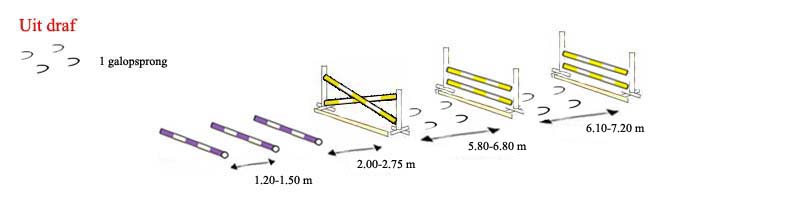 Uit draf
1 galopsprong
1.20-1.50 m
2.00-2.75 m
5.80-6.80 m
6.10-7.20 m